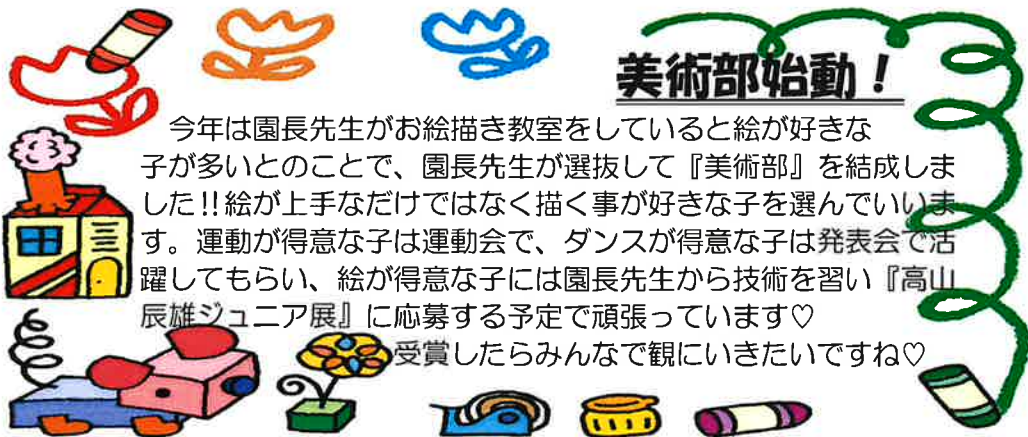 美術部始動！
今年は園長先生がお絵描き教室をしていると絵が好きな
子が多いとのことで、園長先生が選抜して『美術部』を結成しま
した!!絵が上手なだけではなく描く事が好きな子を選んでいいま
す。運動が得意な子は運動会で、ダンスが得意な子は発表会で活
躍してもらい、絵が得意な子には園長先生から技術を習い『高山
辰雄ジュニア展』に応募する予定で頑張っています♡
受賞したらみんなで観にいきたいですね♡